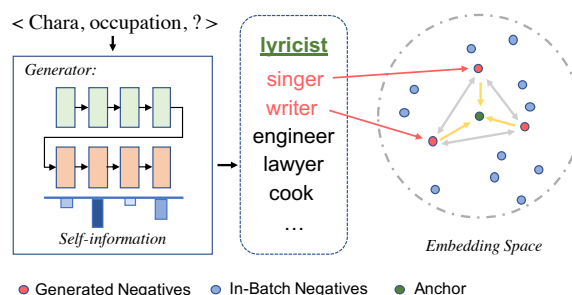 < Chara, occupation, ? >
Generator:
Self-information
lyricist
singer
writer
engineer
lawyer
cook
...
Embedding Space
Generated Negatives
In-Batch Negatives
Anchor